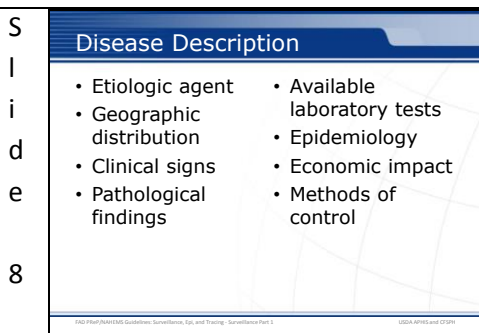 S
l
i
d
e
8
Disease Description
• Etiologic agent
• Geographic
distribution
• Clinical signs
• Pathological
findings
• Available
laboratory tests
• Epidemiology
• Economic impact
• Methods of
control
FAD PReP/NAHEMS Guidelines: Surveillance, Epi, and Tracing - Surveillance Part 1
USDA APHIS and CFSPH